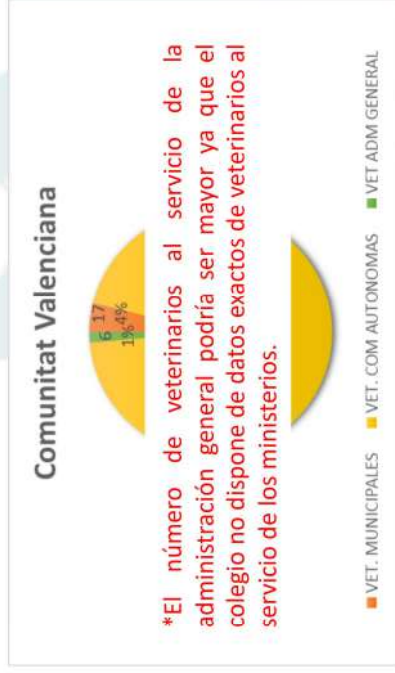 Comunitat Valenciana
6 17
1% 4%
*El número de veterinarios al servicio de la
administración general podría ser mayor ya que el
colegio no dispone de datos exactos de veterinarios al
servicio de los ministerios.
VET. MUNICIPALES VET. COM AUTONOMAS VET ADM GENERAL